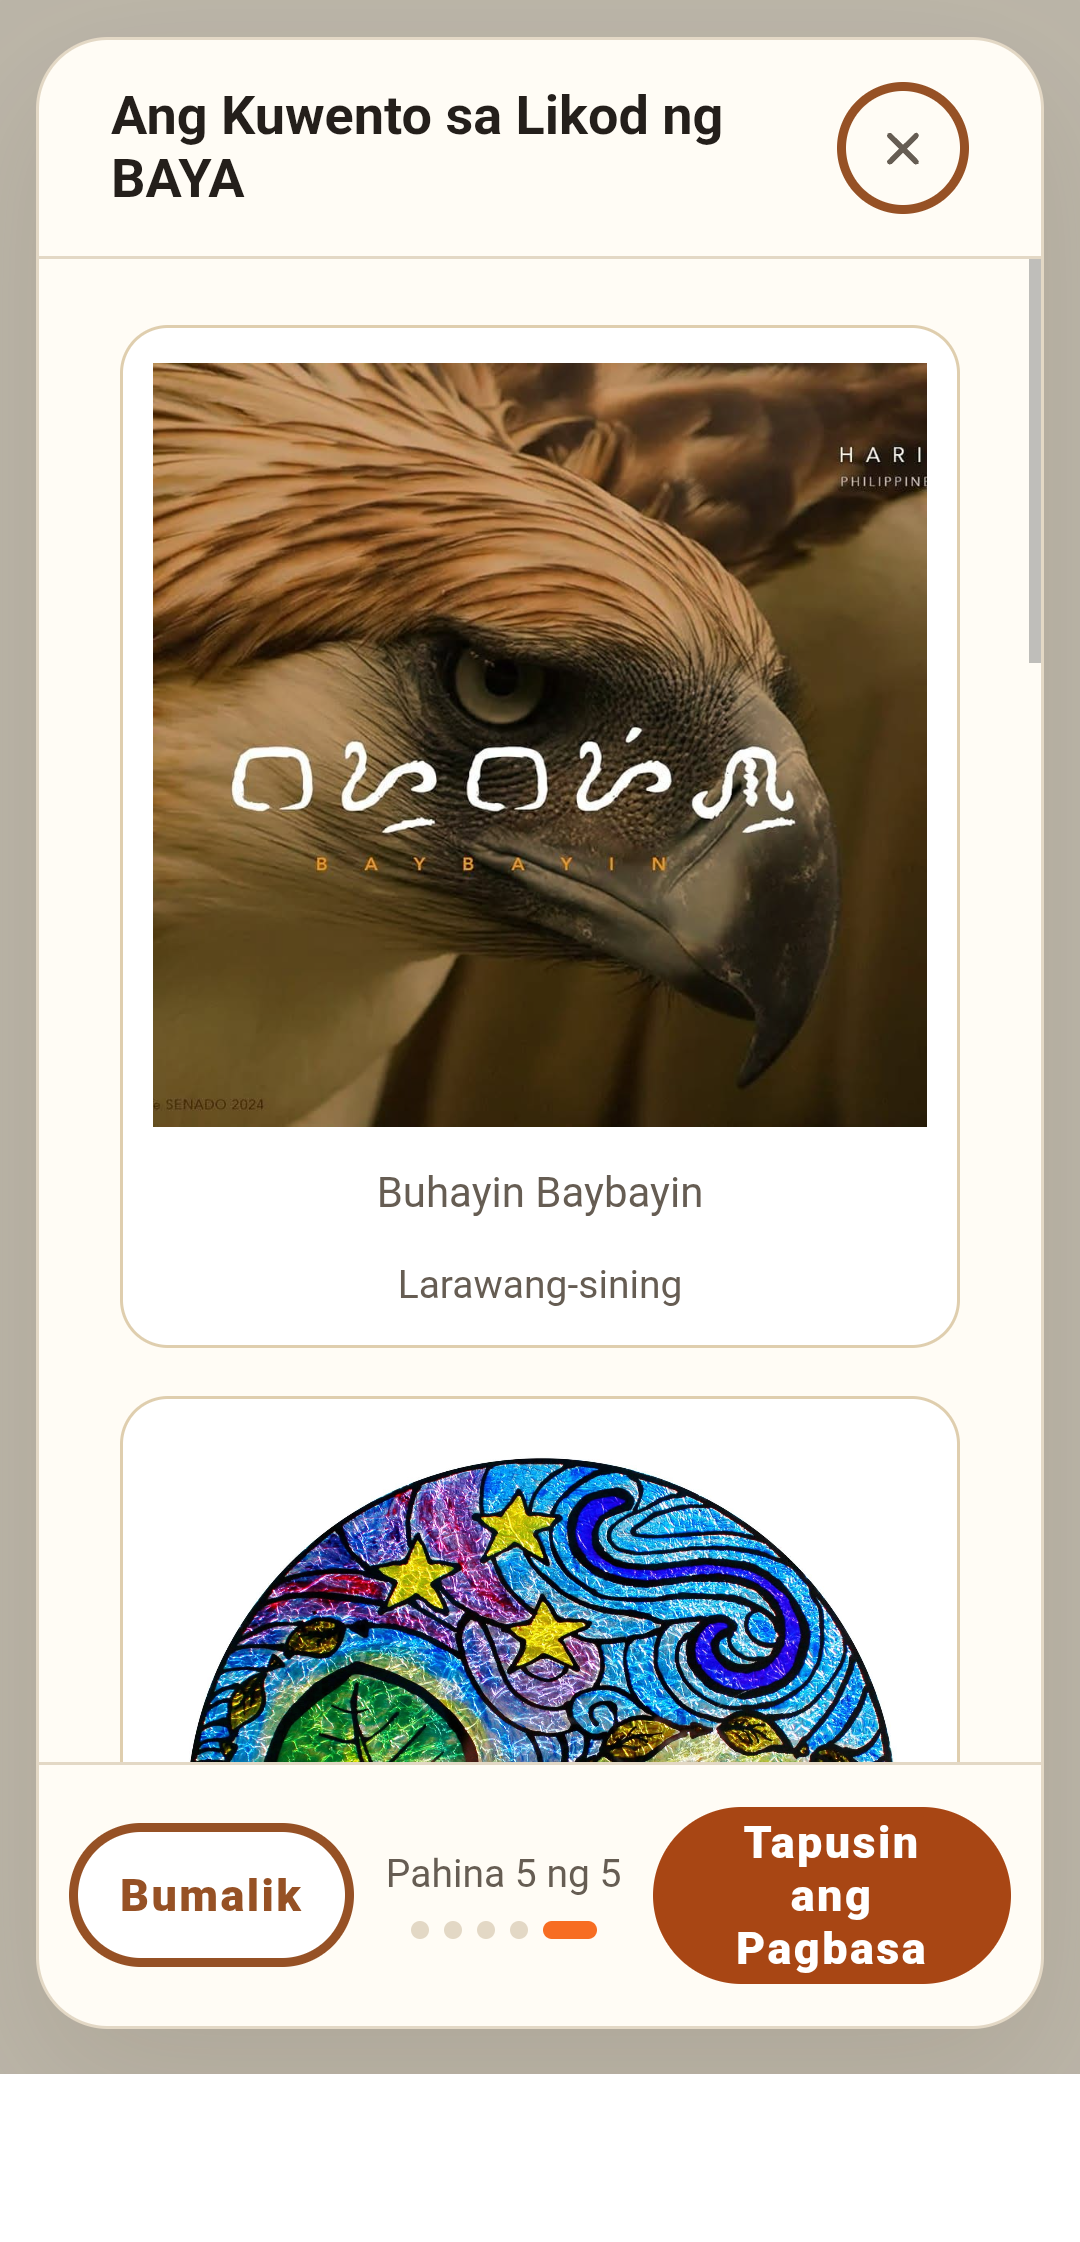 Ang Kuwento sa Likod ng
BAYA
HARI
PHILIPPINE
ᜊᜌ᜔ᜊᜌᜒᜈ᜔
BAYBAYIN
e SENADO 2024
Buhayin Baybayin
Larawang-sining
Bumalik
Pahina 5 ng 5
Tapusin
ang
Pagbasa